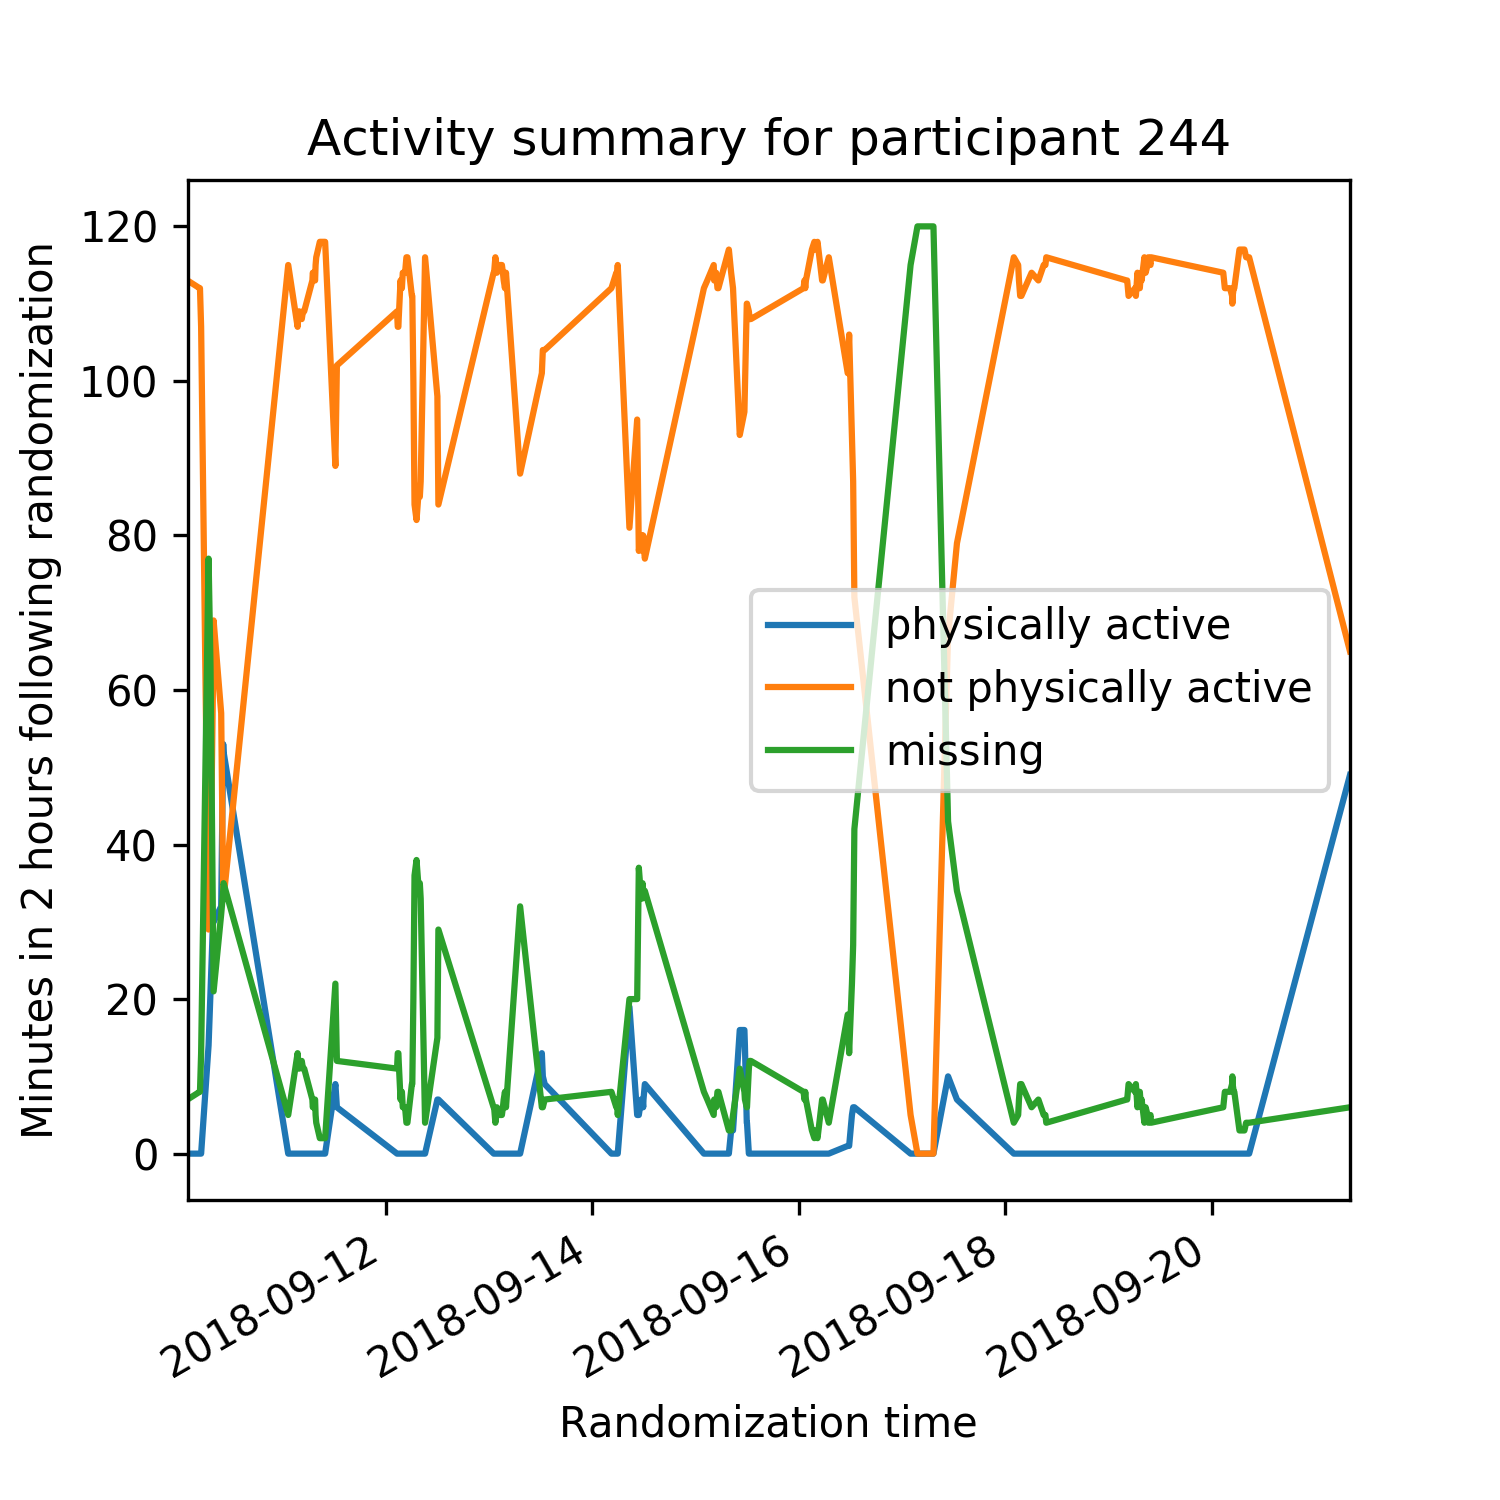 Activity summary for participant 244
Minutes in 2 hours following randomization
120
100
80
60
40
20
0
physically active
not physically active
missing
2018-09-12
2018-09-14
2018-09-16
2018-09-18
2018-09-20
Randomization time